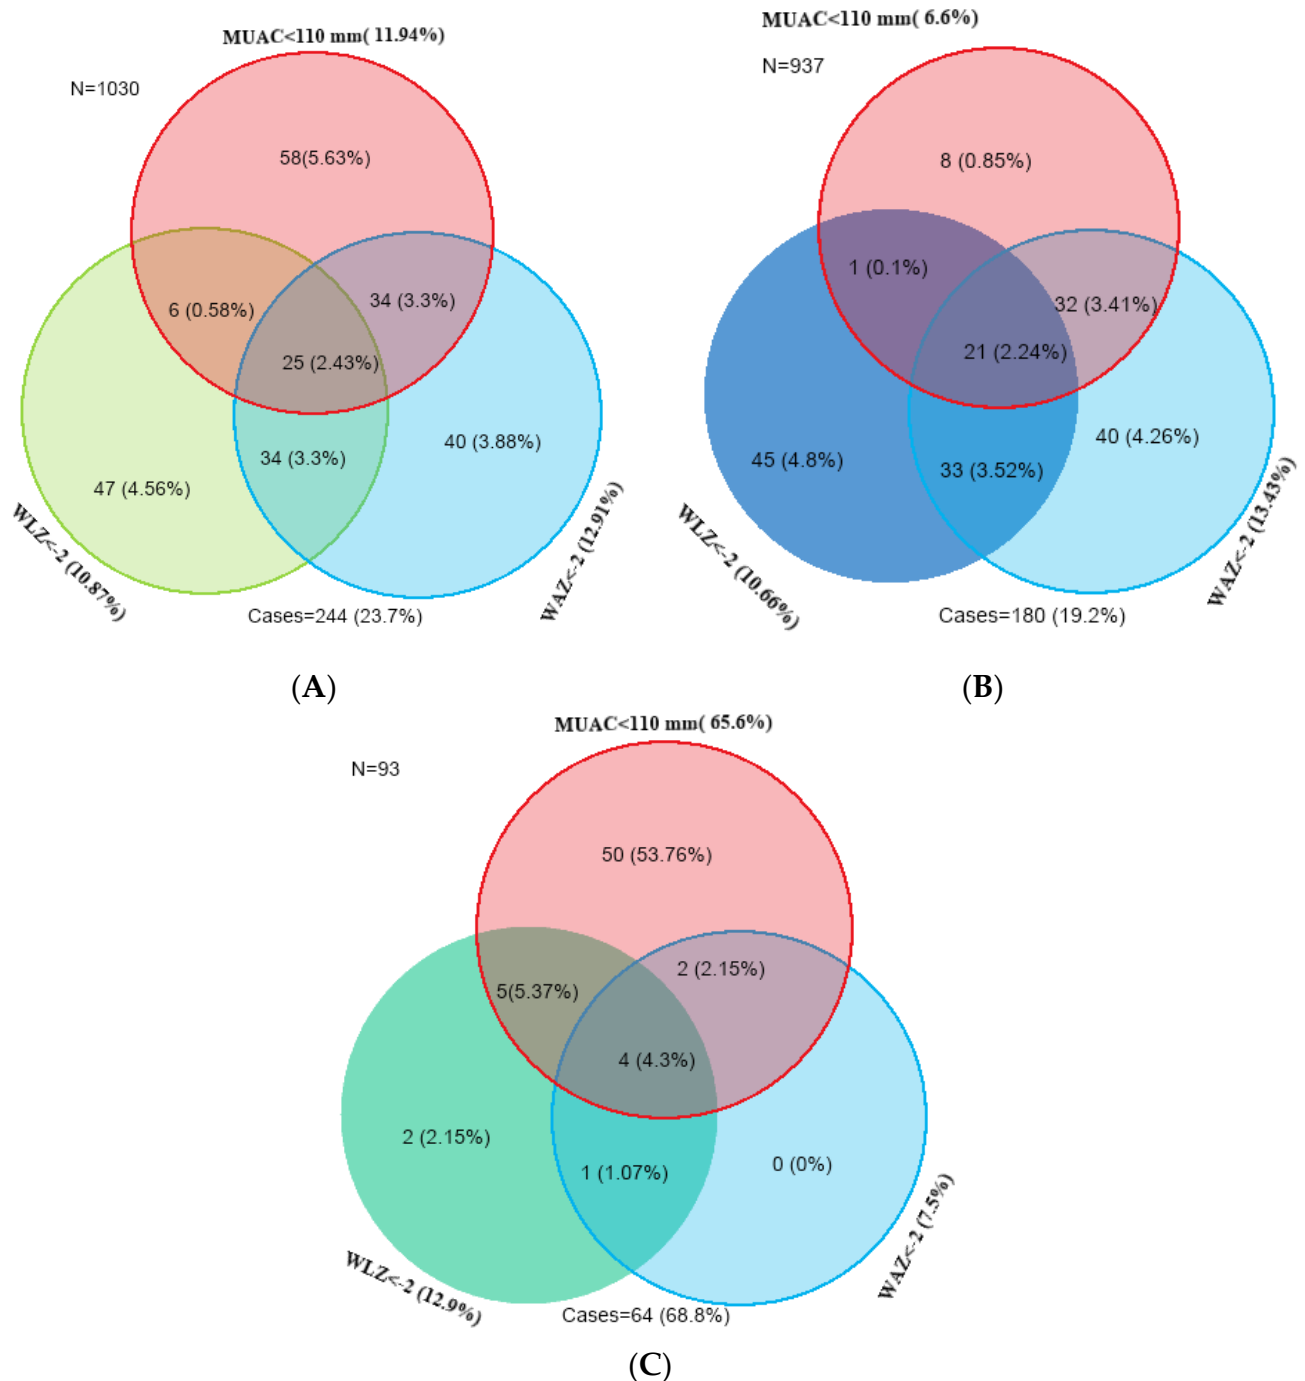 MUAC<110 mm( 11.94%)
N=1030
58(5.63%)
6 (0.58%)
34 (3.3%)
25 (2.43%)
34 (3.3%)
40 (3.88%)
47 (4.56%)
WLZ<-2 (10.87%)
WAZ<-2 (12.91%)
Cases=244 (23.7%)
(A)
MUAC<110 mm( 6.6%)
N=937
8 (0.85%)
1 (0.1%)
32 (3.41%)
21 (2.24%)
40 (4.26%)
45 (4.8%)
33 (3.52%)
WLZ<-2 (10.66%)
WAZ<-2 (13.43%)
Cases=180 (19.2%)
(B)
MUAC<110 mm( 65.6%)
N=93
50 (53.76%)
2 (2.15%)
5(5.37%)
4 (4.3%)
2 (2.15%)
1 (1.07%)
0 (0%)
WLZ<-2 (12.9%)
WAZ<-2 (7.5%)
Cases=64 (68.8%)
(C)